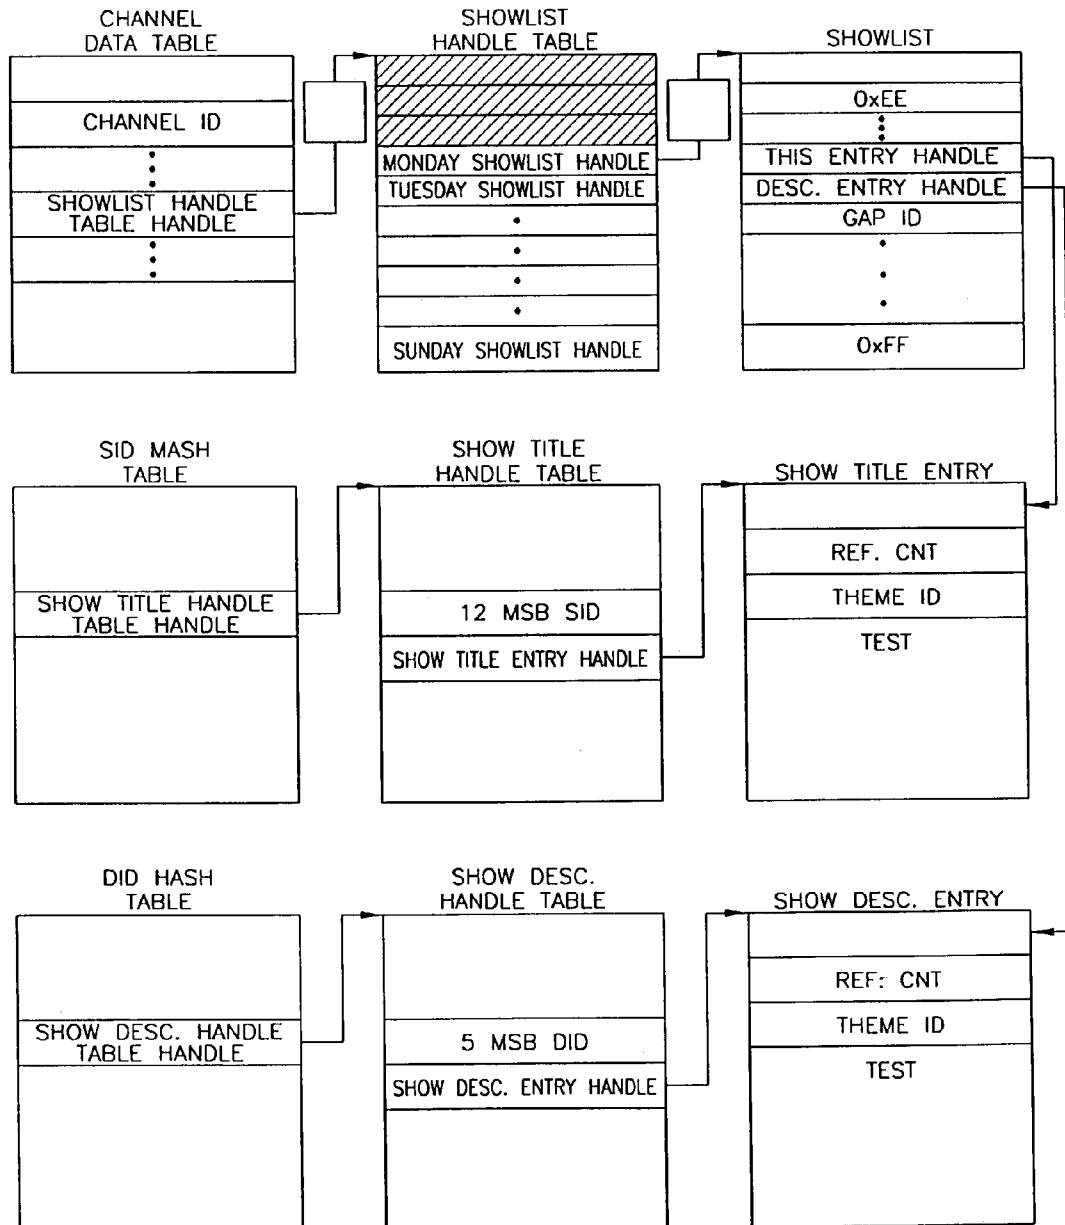 CHANNEL
DATA TABLE
CHANNEL ID
SHOWLIST HANDLE
TABLE HANDLE
SHOWLIST
HANDLE TABLE
MONDAY SHOWLIST HANDLE
TUESDAY SHOWLIST HANDLE
SUNDAY SHOWLIST HANDLE
SHOWLIST
0xEE
THIS ENTRY HANDLE
DESC. ENTRY HANDLE
GAP ID
0xFF
SID MASH
TABLE
SHOW TITLE HANDLE
TABLE HANDLE
SHOW TITLE
HANDLE TABLE
12 MSB SID
SHOW TITLE ENTRY HANDLE
SHOW TITLE ENTRY
REF. CNT
THEME ID
TEST
DID HASH
TABLE
SHOW DESC. HANDLE
TABLE HANDLE
SHOW DESC.
HANDLE TABLE
5 MSB DID
SHOW DESC. ENTRY HANDLE
SHOW DESC. ENTRY
REF: CNT
THEME ID
TEST